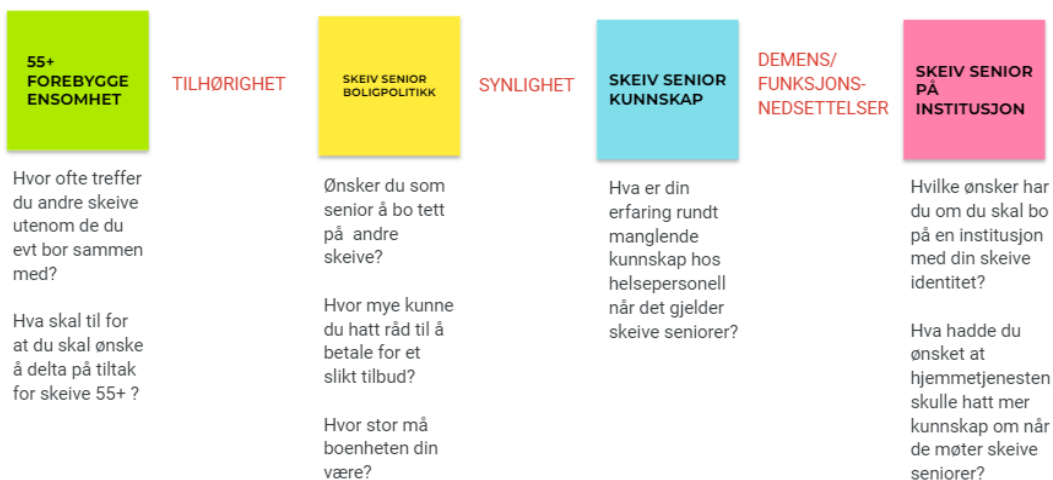 55+
FOREBYGGE
ENSOMHET
TILHØRIGHET
SKEIV SENIOR
BOLIGPOLITIKK
SYNLIGHET
SKEIV SENIOR
KUNNSKAP
DEMENS/
FUNKSJONS-
NEDSETTELSER
SKEIV SENIOR
PÅ
INSTITUSJON
Hvor ofte treffer
du andre skeive
utenom de du
evt bor sammen
med?
Hva skal til for
at du skal ønske
å delta på tiltak
for skeive 55+ ?
Ønsker du som
senior å bo tett
på andre
skeive?
Hvor mye kunne
du hatt råd til å
betale for et
slikt tilbud?
Hvor stor må
boenheten din
være?
Hva er din
erfaring rundt
manglende
kunnskap hos
helsepersonell
når det gjelder
skeive seniorer?
Hvilke ønsker har
du om du skal bo
på en institusjon
med din skeive
identitet?
Hva hadde du
ønsket at
hjemmetjenesten
skulle hatt mer
kunnskap om når
de møter skeive
seniorer?